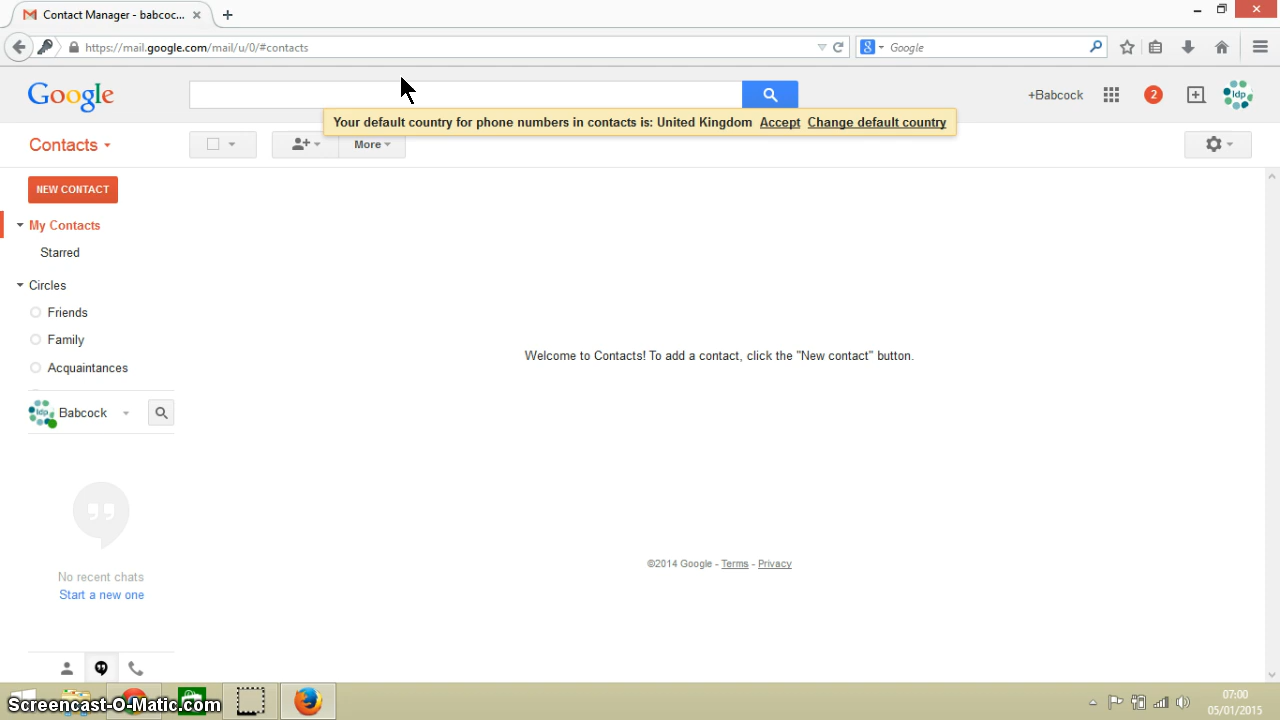 Contact Manager - babcoc...
https://mail.google.com/mail/u/0/#contacts
Google
Google
+Babcock
2
ldp
Your default country for phone numbers in contacts is: United Kingdom Accept Change default country
Contacts
More
NEW CONTACT
My Contacts
Starred
Circles
Friends
Family
Acquaintances
ldp
Babcock
Welcome to Contacts! To add a contact, click the "New contact" button.
©2014 Google - Terms - Privacy
No recent chats
Start a new one
Screencast-O-Matic.com
07:00
05/01/2015